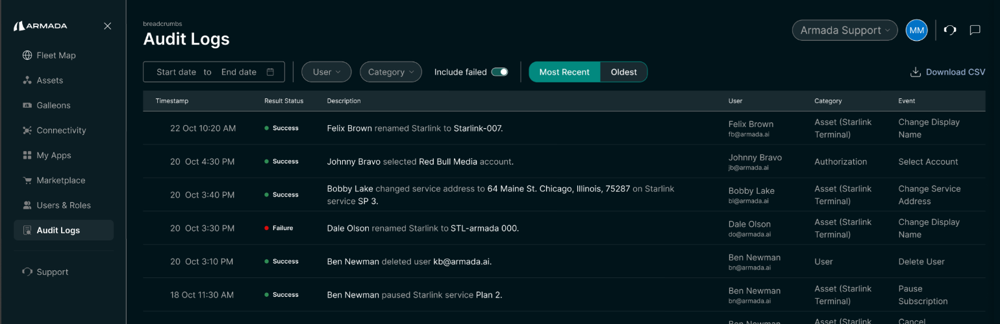 ARMADA
Fleet Map
Assets
Galleons
Connectivity
My Apps
Marketplace
Users & Roles
Audit Logs
Support
breadcrumbs
Audit Logs
Armada Support
MM
Start date to End date
User
Category
Include failed
Most Recent
Oldest
Download CSV
Timestamp Result Status Description User Category Event
22 Oct 10:20 AM Success Felix Brown renamed Starlink to Starlink-007. Felix Brown Asset (Starlink Change Display
fb@armada.ai Terminal) Name
20 Oct 4:30 PM Success Johnny Bravo selected Red Bull Media account. Johnny Bravo Authorization Select Account
jb@armada.ai
20 Oct 3:40 PM Success Bobby Lake changed service address to 64 Maine St. Chicago, Illinois, 75287 on Starlink Bobby Lake Asset (Starlink Change Service
service SP 3. bl@armada.ai Terminal) Address
20 Oct 3:30 PM Failure Dale Olson renamed Starlink to STL-armada 000. Dale Olson Asset (Starlink Change Display
do@armada.ai Terminal) Name
20 Oct 3:10 PM Success Ben Newman deleted user kb@armada.ai. Ben Newman User Delete User
bn@armada.ai
18 Oct 11:30 AM Success Ben Newman paused Starlink service Plan 2. Ben Newman Asset (Starlink Pause
bn@armada.ai Terminal) Subscription
Ben Newman Asset (Starlink Cancel